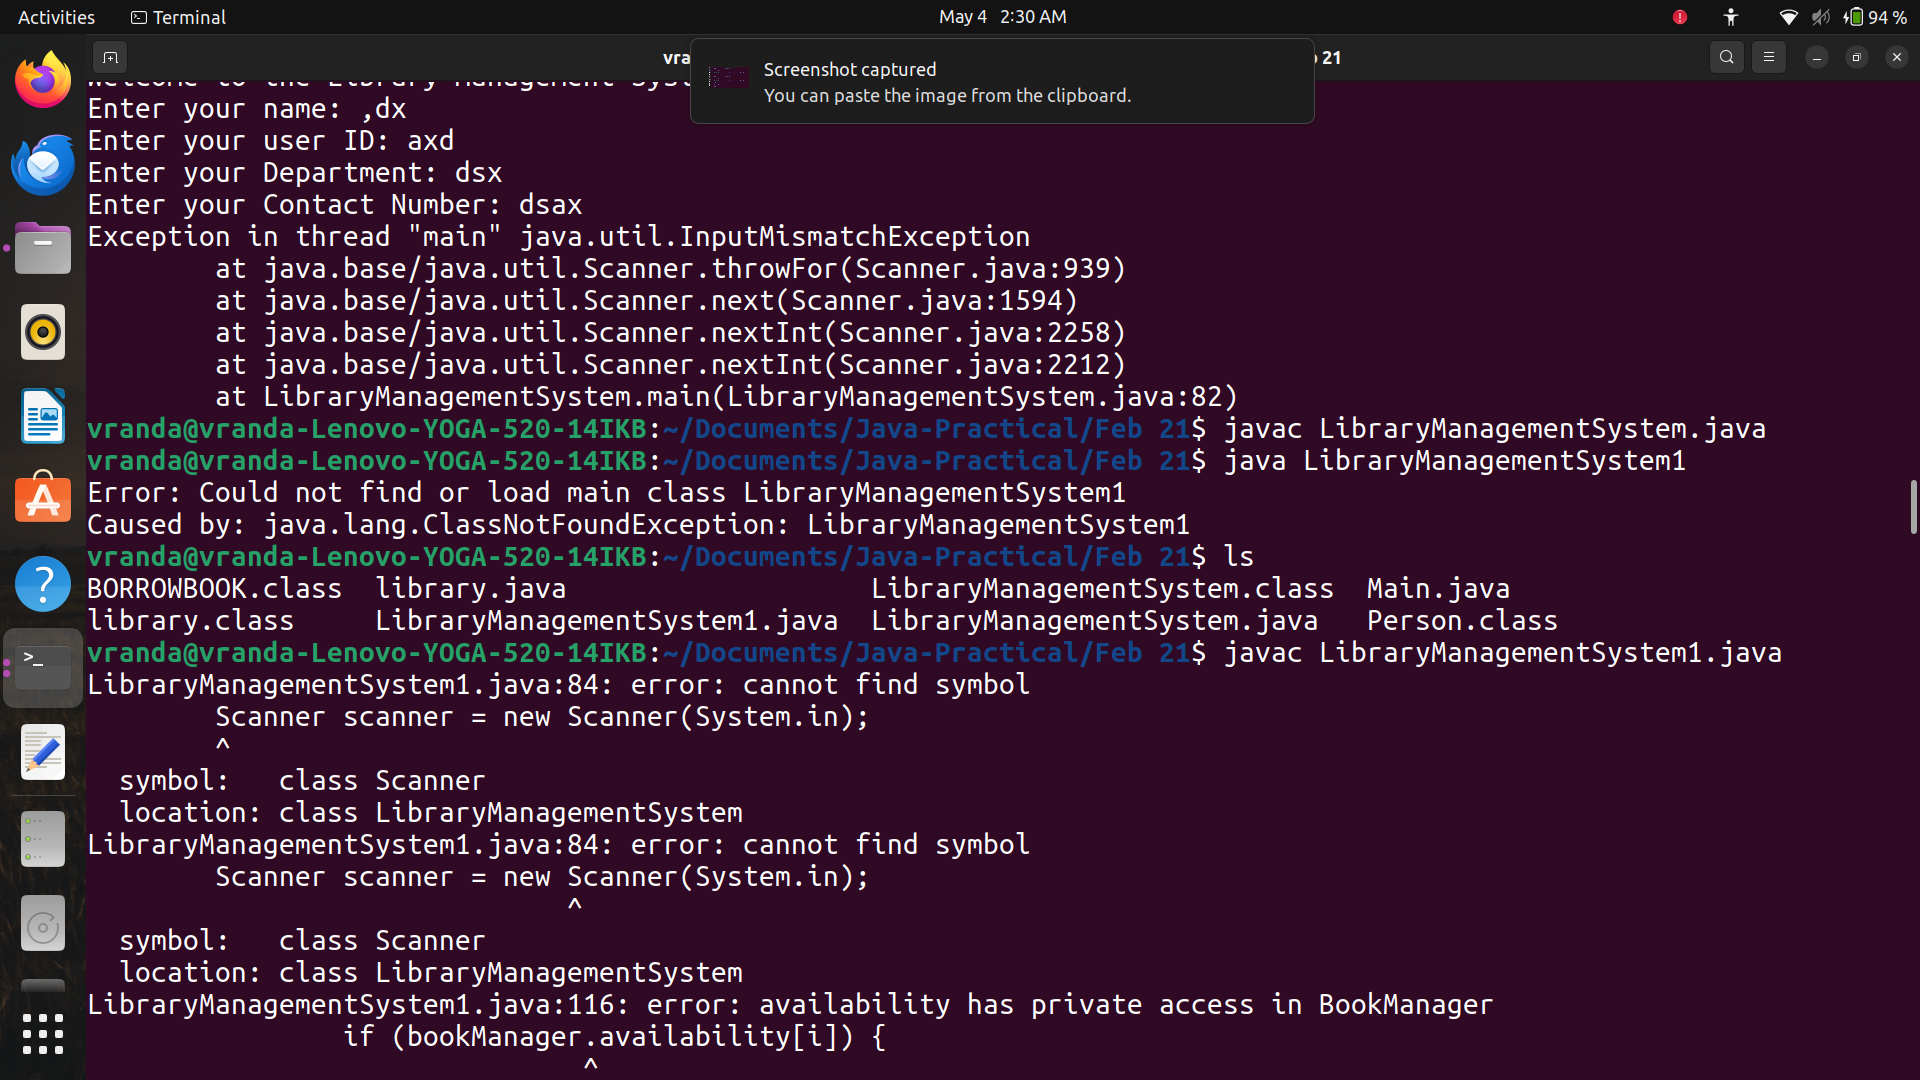 Activities
Terminal
May 4 2:30 AM
94 %
vra
21
Screenshot captured
You can paste the image from the clipboard.
Welcome to the Library Management
Enter your name: ,dx
Enter your user ID: axd
Enter your Department: dsx
Enter your Contact Number: dsax
Exception in thread "main" java.util.InputMismatchException
        at java.base/java.util.Scanner.throwFor(Scanner.java:939)
        at java.base/java.util.Scanner.next(Scanner.java:1594)
        at java.base/java.util.Scanner.nextInt(Scanner.java:2258)
        at java.base/java.util.Scanner.nextInt(Scanner.java:2212)
        at LibraryManagementSystem.main(LibraryManagementSystem.java:82)
vranda@vranda-Lenovo-YOGA-520-14IKB:~/Documents/Java-Practical/Feb 21$ javac LibraryManagementSystem.java
vranda@vranda-Lenovo-YOGA-520-14IKB:~/Documents/Java-Practical/Feb 21$ java LibraryManagementSystem1
Error: Could not find or load main class LibraryManagementSystem1
Caused by: java.lang.ClassNotFoundException: LibraryManagementSystem1
vranda@vranda-Lenovo-YOGA-520-14IKB:~/Documents/Java-Practical/Feb 21$ ls
BORROWBOOK.class  library.java                   LibraryManagementSystem.class  Main.java
library.class     LibraryManagementSystem1.java  LibraryManagementSystem.java   Person.class
vranda@vranda-Lenovo-YOGA-520-14IKB:~/Documents/Java-Practical/Feb 21$ javac LibraryManagementSystem1.java
LibraryManagementSystem1.java:84: error: cannot find symbol
        Scanner scanner = new Scanner(System.in);
        ^
  symbol:   class Scanner
  location: class LibraryManagementSystem
LibraryManagementSystem1.java:84: error: cannot find symbol
        Scanner scanner = new Scanner(System.in);
                              ^
  symbol:   class Scanner
  location: class LibraryManagementSystem
LibraryManagementSystem1.java:116: error: availability has private access in BookManager
                if (bookManager.availability[i]) {
                               ^